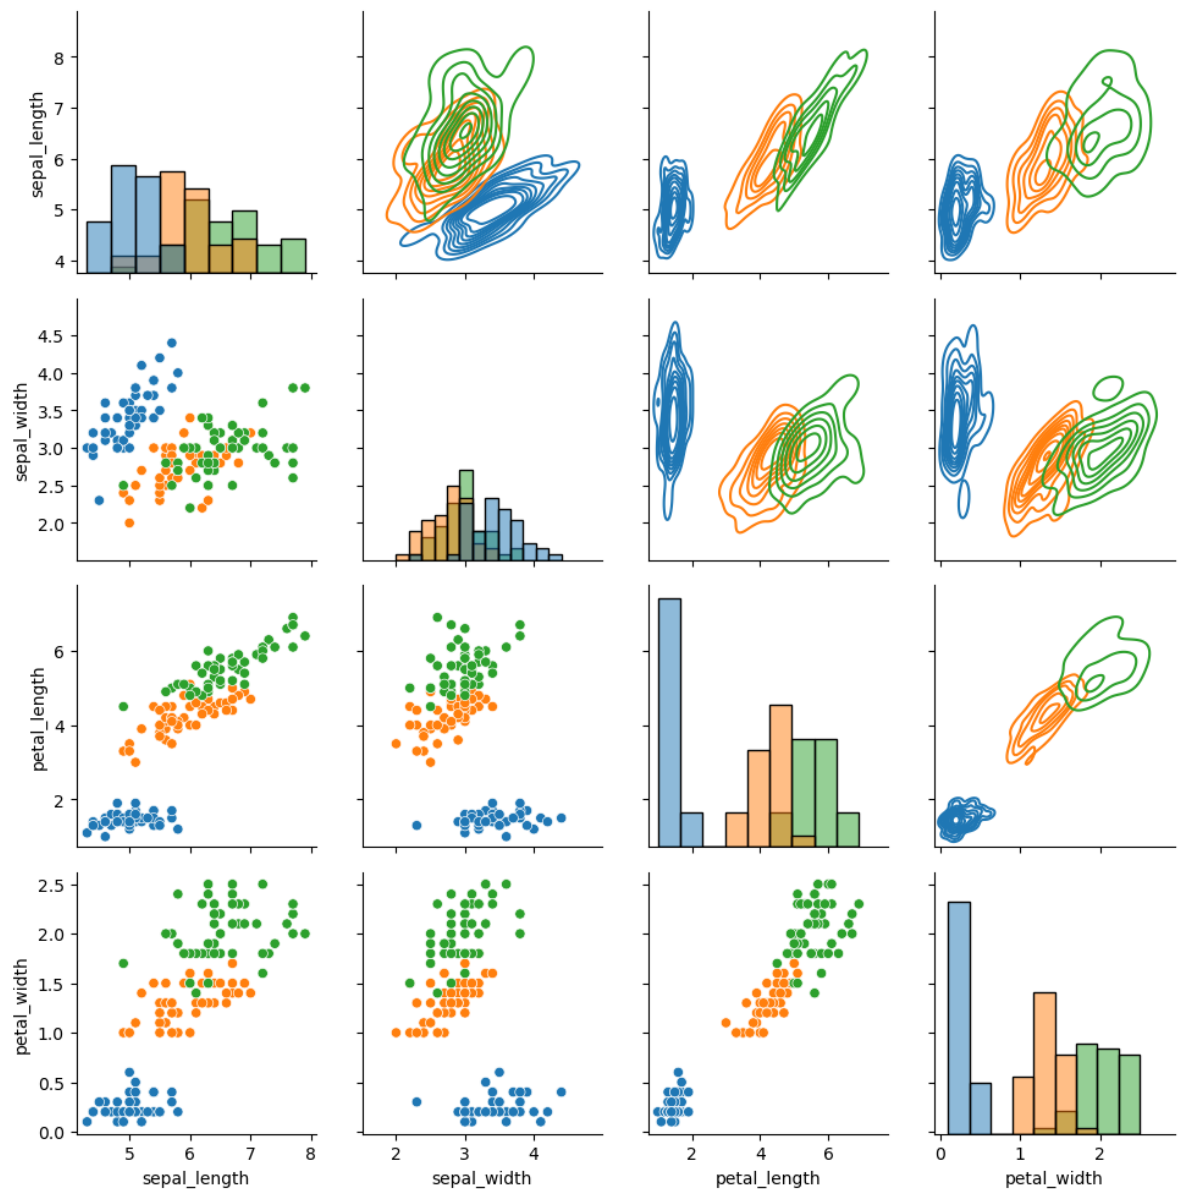 sepal_length
8
7
6
5
4
sepal_width
4.5
4.0
3.5
3.0
2.5
2.0
petal_length
6
4
2
petal_width
2.5
2.0
1.5
1.0
0.5
0.0
5 6 7 8
2 3 4
2 4 6
0 1 2
sepal_length sepal_width petal_length petal_width